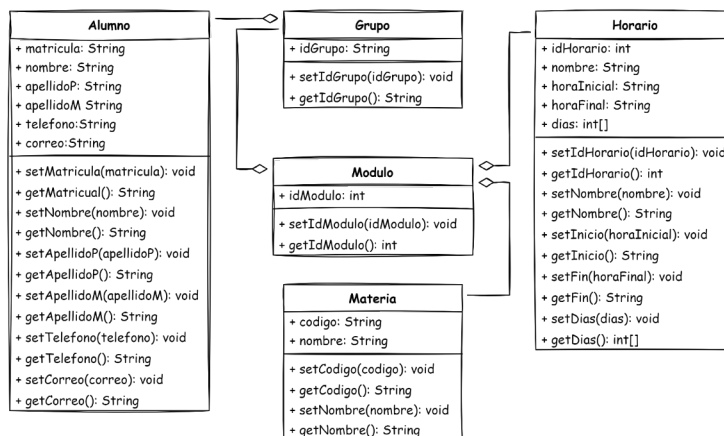 Alumno
+ matricula: String
+ nombre: String
+ apellidoP: String
+ apellidoM String
+ telefono:String
+ correo:String
+ setMatricula(matricula): void
+ getMatricual(): String
+ setNombre(nombre): void
+ getNombre(): String
+ setApellidoP(apellidoP): void
+ getApellidoP(): String
+ setApellidoM(apellidoM): void
+ getApellidoM(): String
+ setTelefono(telefono): void
+ getTelefono(): String
+ setCorreo(correo): void
+ getCorreo(): String
Grupo
+ idGrupo: String
+ setIdGrupo(idGrupo): void
+ getIdGrupo(): String
Modulo
+ idModulo: int
+ setIdModulo(idModulo): void
+ getIdModulo(): int
Materia
+ codigo: String
+ nombre: String
+ setCodigo(codigo): void
+ getCodigo(): String
+ setNombre(nombre): void
+ getNombre(): String
Horario
+ idHorario: int
+ nombre: String
+ horaInicial: String
+ horaFinal: String
+ dias: int[]
+ setIdHorario(idHorario): void
+ getIdHorario(): int
+ setNombre(nombre): void
+ getNombre(): String
+ setInicio(horaInicial): void
+ getInicio(): String
+ setFin(horaFinal): void
+ getFin(): String
+ setDias(dias): void
+ getDias(): int[]